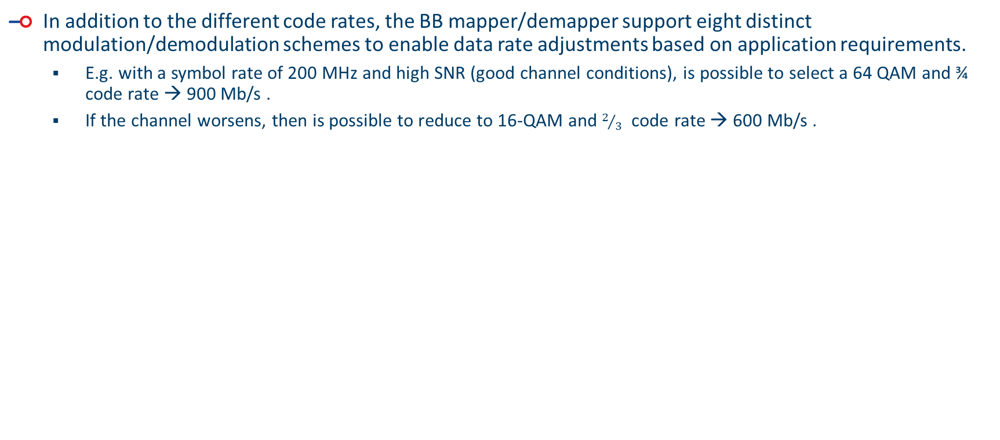 In addition to the different code rates, the BB mapper/demapper support eight distinct
modulation/demodulation schemes to enable data rate adjustments based on application requirements.
▪ E.g. with a symbol rate of 200 MHz and high SNR (good channel conditions), is possible to select a 64 QAM and ¾
code rate → 900 Mb/s .
▪ If the channel worsens, then is possible to reduce to 16-QAM and 2/3 code rate → 600 Mb/s .